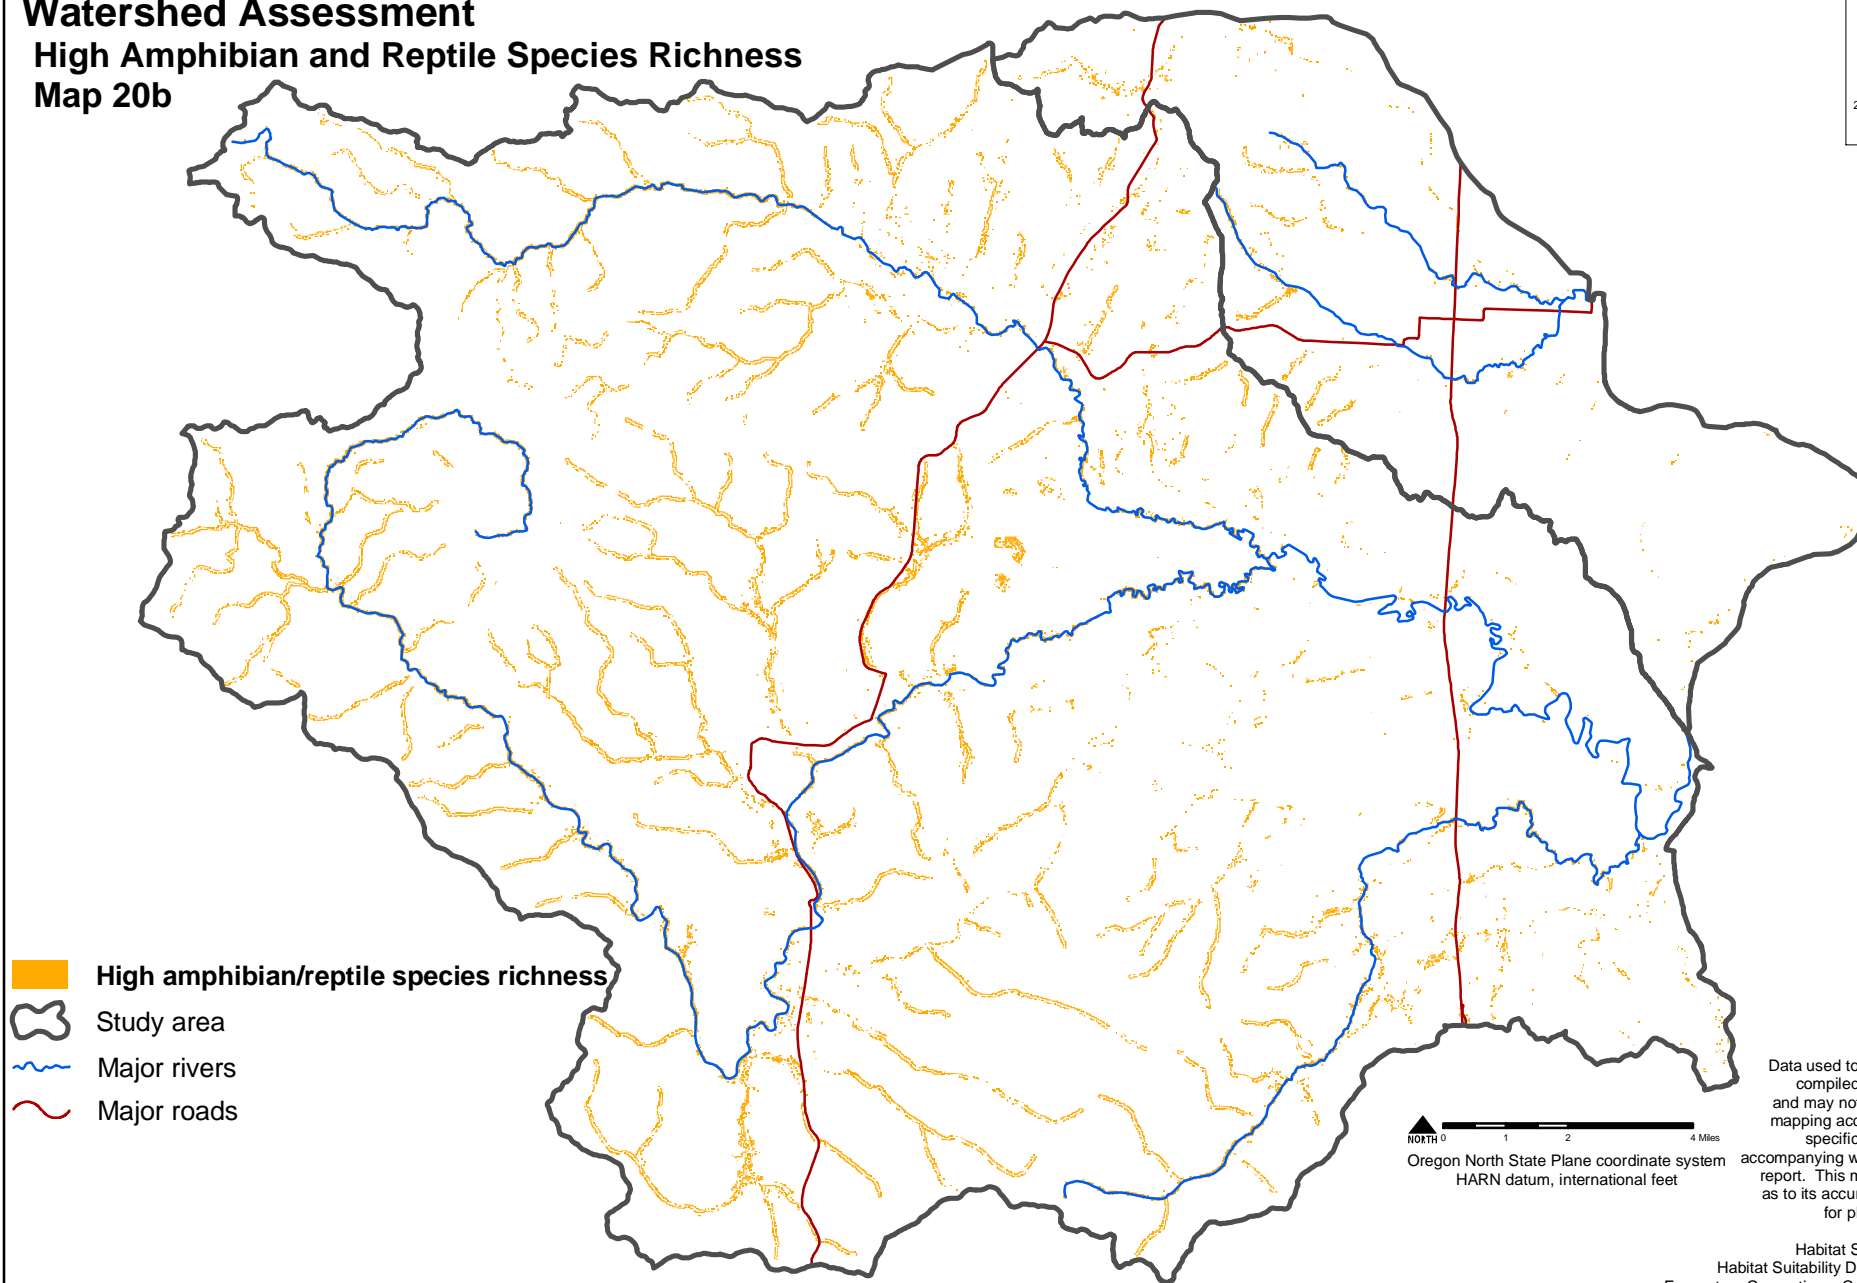 Watershed Assessment
High Amphibian and Reptile Species Richness
Map 20b
2
High amphibian/reptile species richness
Study area
Major rivers
Major roads
NORTH
0 1 2 4 Miles
Oregon North State Plane coordinate system
HARN datum, international feet
Data used to
compiled
and may not
mapping acc
specific
accompanying w
report. This m
as to its accur
for pl
Habitat S
Habitat Suitability D